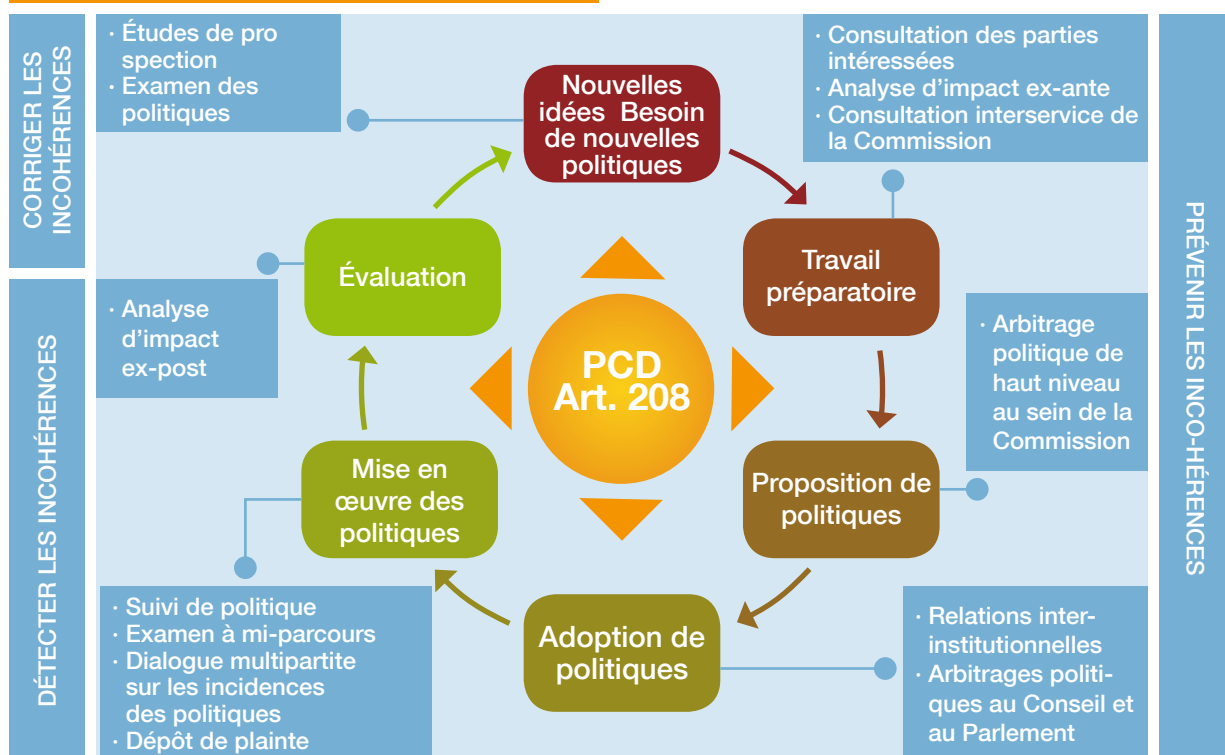 CORRIGER LES
INCOHÉRENCES
· Études de pro
spection
· Examen des
politiques
Nouvelles
idées Besoin
de nouvelles
politiques
· Consultation des parties
intéressées
· Analyse d'impact ex-ante
· Consultation interservice de
la Commission
Évaluation
Travail
préparatoire
PRÉVENIR LES INCO-HÉRENCES
DÉTECTER LES INCOHÉRENCES
· Analyse
d'impact
ex-post
PCD
Art. 208
· Arbitrage
politique de
haut niveau
au sein de la
Commission
Mise en
œuvre des
politiques
Proposition de
politiques
· Suivi de politique
· Examen à mi-parcours
· Dialogue multipartite
sur les incidences
des politiques
· Dépôt de plainte
Adoption de
politiques
· Relations inter-
institutionnelles
· Arbitrages politi-
ques au Conseil et
au Parlement